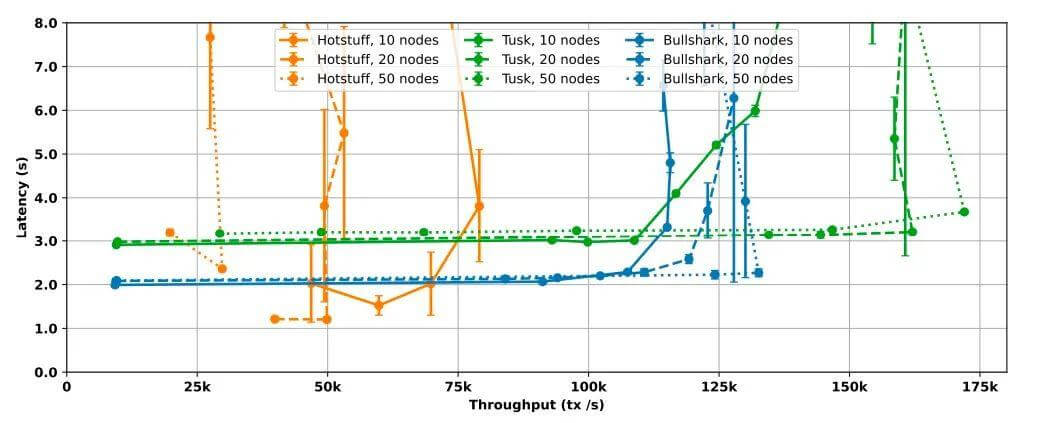 8.0
7.0
6.0
5.0
4.0
3.0
2.0
1.0
0.0
Latency (s)
Hotstuff, 10 nodes
Hotstuff, 20 nodes
Hotstuff, 50 nodes
Tusk, 10 nodes
Tusk, 20 nodes
Tusk, 50 nodes
Bullshark, 10 nodes
Bullshark, 20 nodes
Bullshark, 50 nodes
0 25k 50k 75k 100k 125k 150k 175k
Throughput (tx /s)